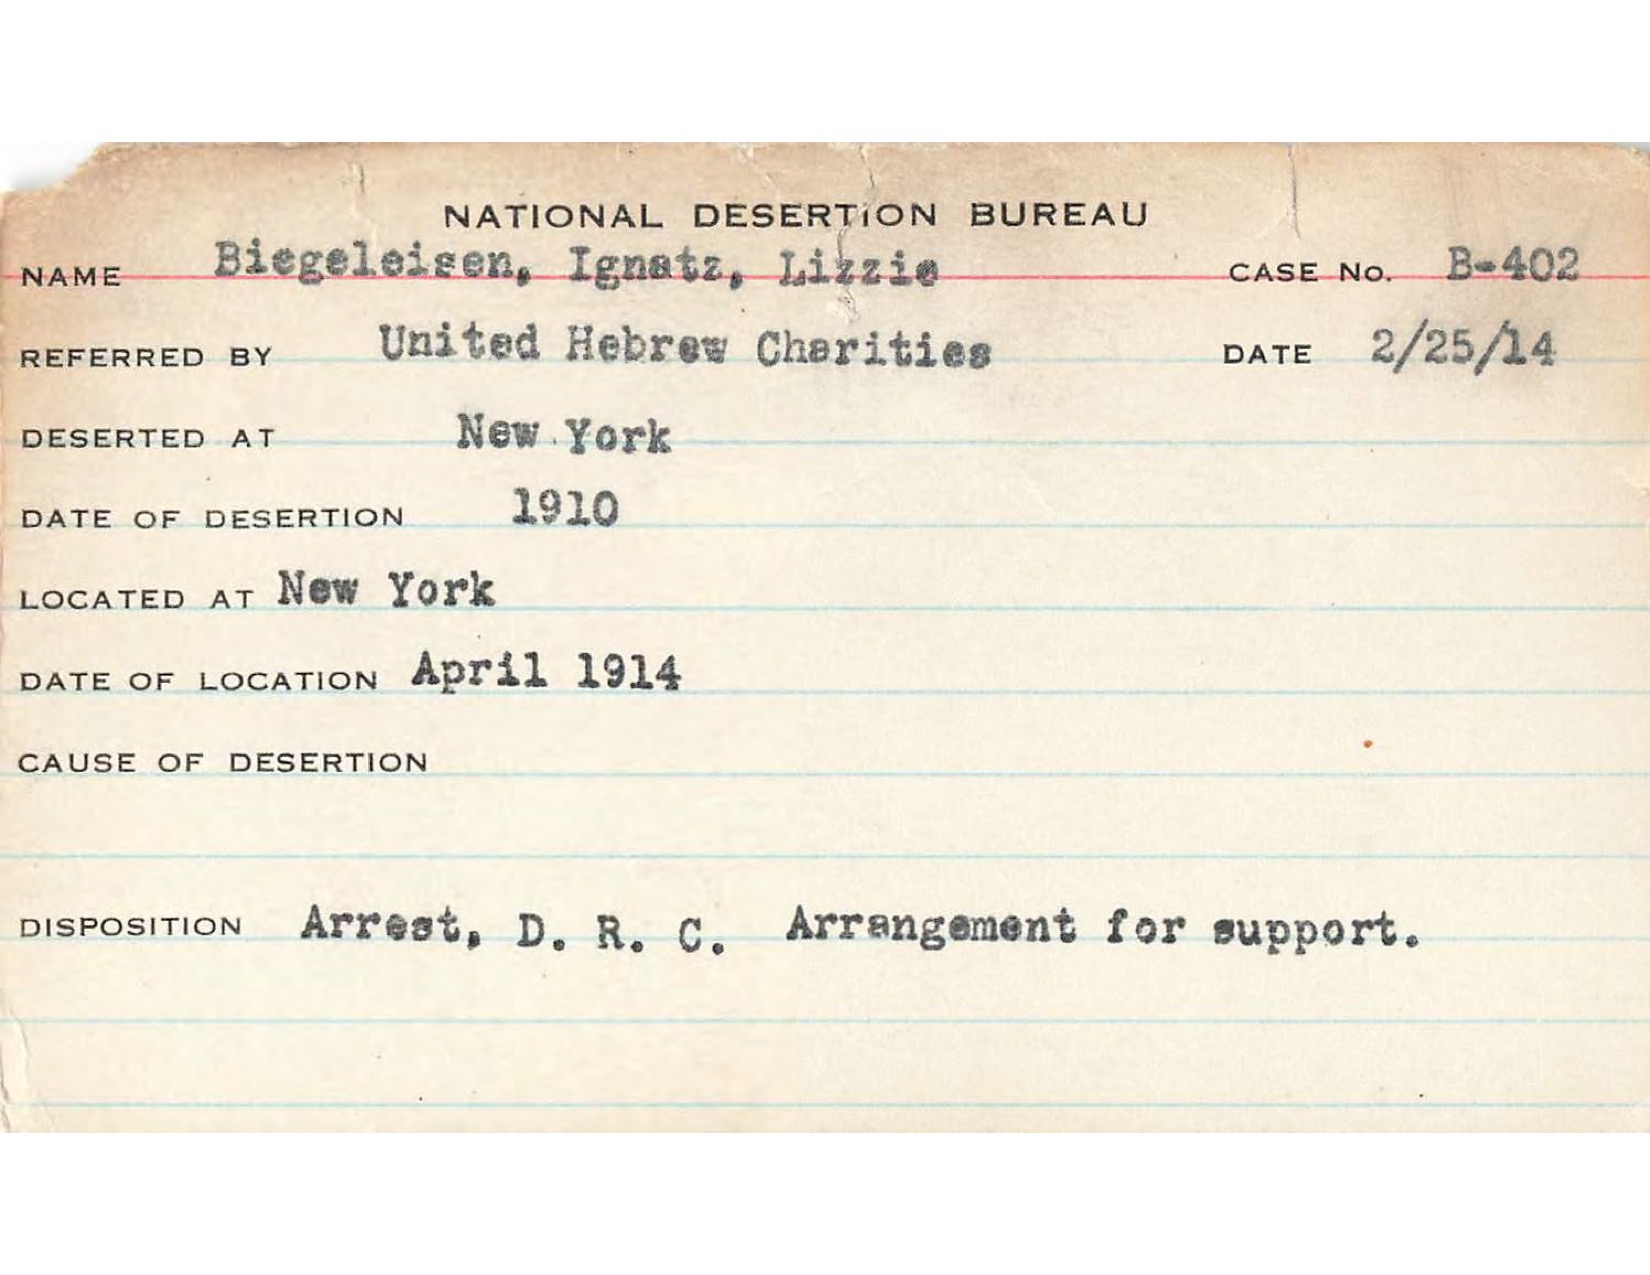 NATIONAL DESERTION BUREAU
NAME Biegeleisen, Ignatz, Lizzie CASE No. B-402
REFERRED BY United Hebrew Charities DATE 2/25/14
DESERTED AT New York
DATE OF DESERTION 1910
LOCATED AT New York
DATE OF LOCATION April 1914
CAUSE OF DESERTION
DISPOSITION Arrest, D. R. C. Arrangement for support.